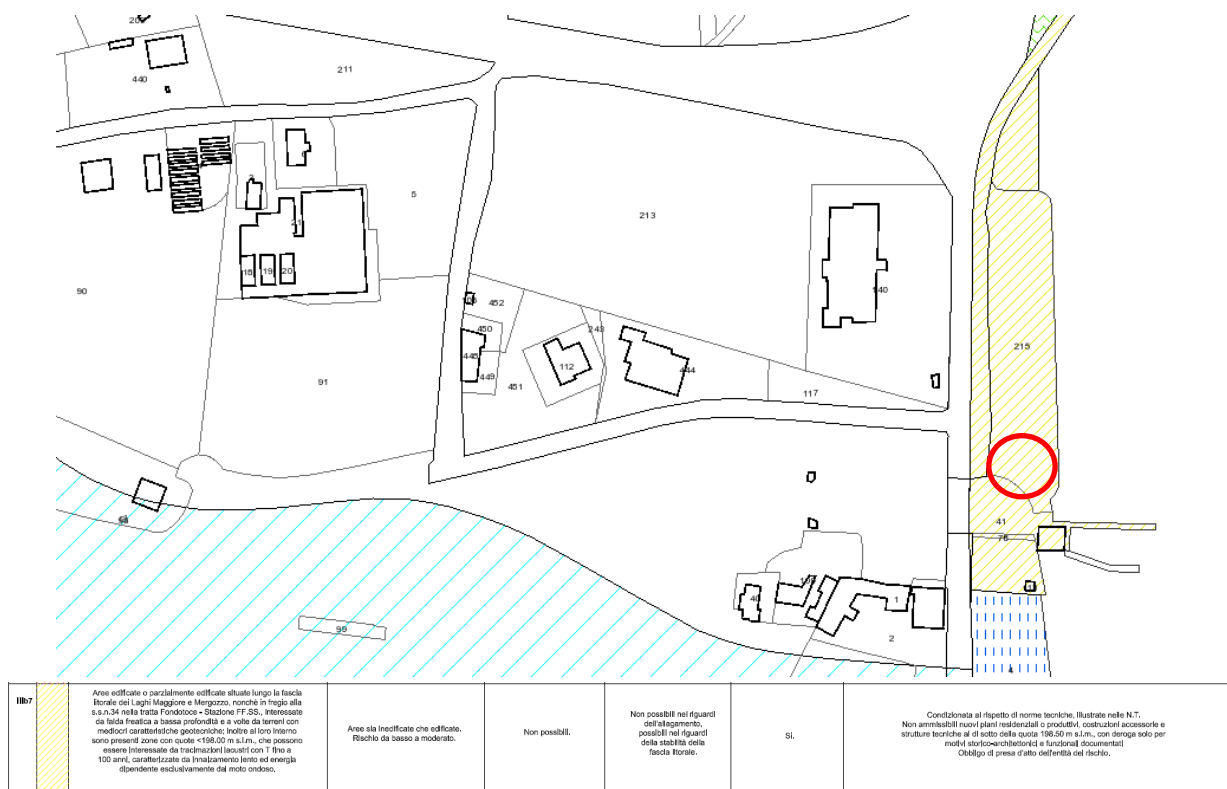 440
211
5
213
21
18
19
20
90
452
450
449
451
243
112
444
117
91
215
41
78
99
40
1
2
IIIb7
Aree edificate o parzialmente edificate situate lungo la fascia
litorale dei Laghi Maggiore e Mergozzo, nonchè in fregio alla
s.s.n.34 nella tratta Fondotoce - Stazione FF.SS., Interessate
da falda freatica a bassa profondità e a volte da terreni con
mediocri caratteristiche geotecniche; inoltre al loro interno
sono presenti zone con quote <198.00 m s.l.m., che possono
essere interessate da tracimazioni lacustri con T fino a
100 anni, caratterizzate da innalzamento lento ed energia
dipendente esclusivamente dal moto ondoso.
Aree sia inedificate che edificate.
Rischio da basso a moderato.
Non possibili.
Non possibili nei riguardi
dell'allagamento,
possibili nei riguardi
della stabilità della
fascia litorale.
Si.
Condizionata al rispetto di norme tecniche, illustrate nelle N.T.
Non ammissibili nuovi piani residenziali o produttivi, costruzioni accessorie e
strutture tecniche al di sotto della quota 198.50 m s.l.m., con deroga solo per
motivi storico-architettonici e funzionali documentati
Obbligo di presa d'atto dell'entità del rischio.